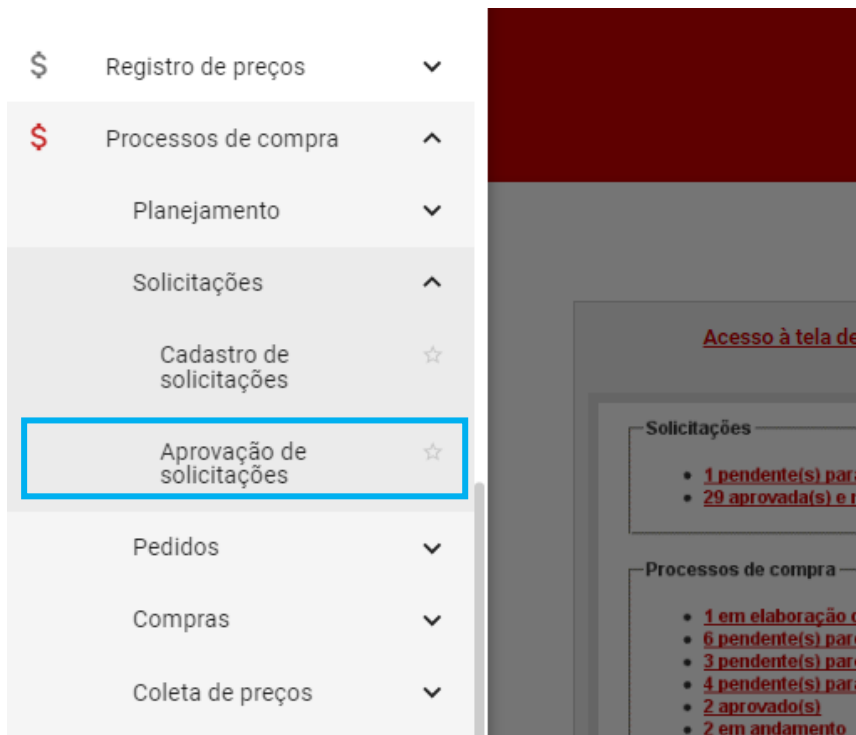 Registro de preços
Processos de compra
Planejamento
Solicitações
Cadastro de
solicitações
Aprovação de
solicitações
Pedidos
Compras
Coleta de preços
Acesso à tela de
Solicitações
1 pendente(s) para
29 aprovada(s) e
Processos de compra
1 em elaboração
6 pendente(s)
3 pendente(s)
4 pendente(s) para
2 aprovado(s)
2 em andamento